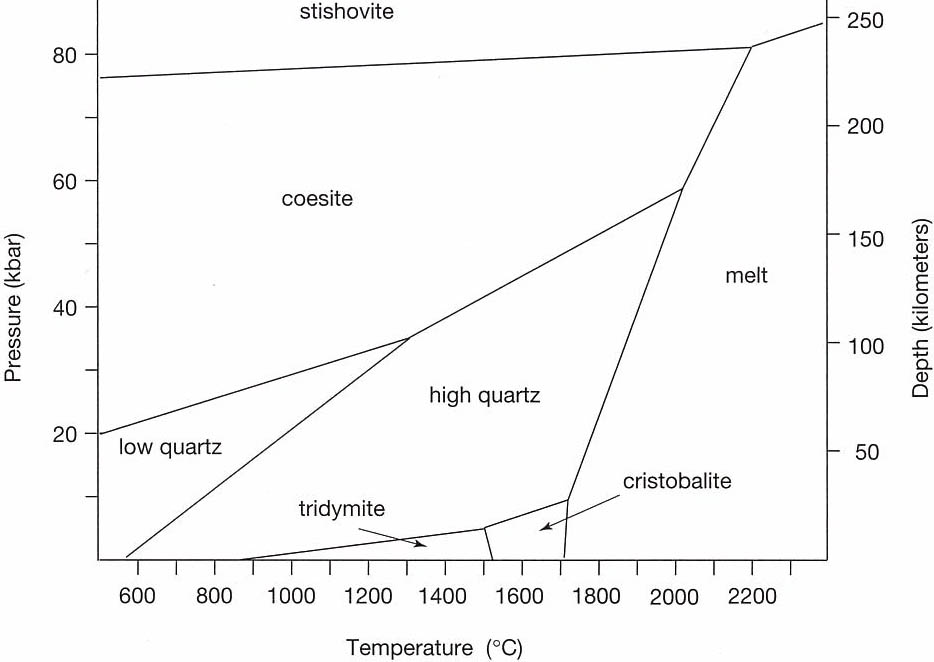 stishovite
250
80
200
60
coesite
150
melt
40
100
high quartz
20
low quartz
50
cristobalite
tridymite
600 800 1000 1200 1400 1600 1800 2000 2200
Temperature (°C)
Pressure (kbar)
Depth (kilometers)